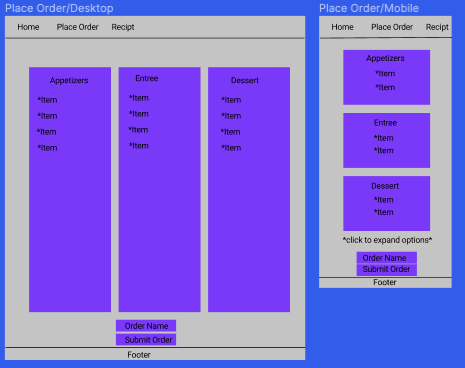 Place Order/Desktop
Home Place Order Recipt
Appetizers
*Item
*Item
*Item
*Item
Entree
*Item
*Item
*Item
*Item
Dessert
*Item
*Item
*Item
*Item
Order Name
Submit Order
Footer
Place Order/Mobile
Home Place Order Recipt
Appetizers
*Item
*Item
Entree
*Item
*Item
Dessert
*Item
*Item
*click to expand options*
Order Name
Submit Order
Footer